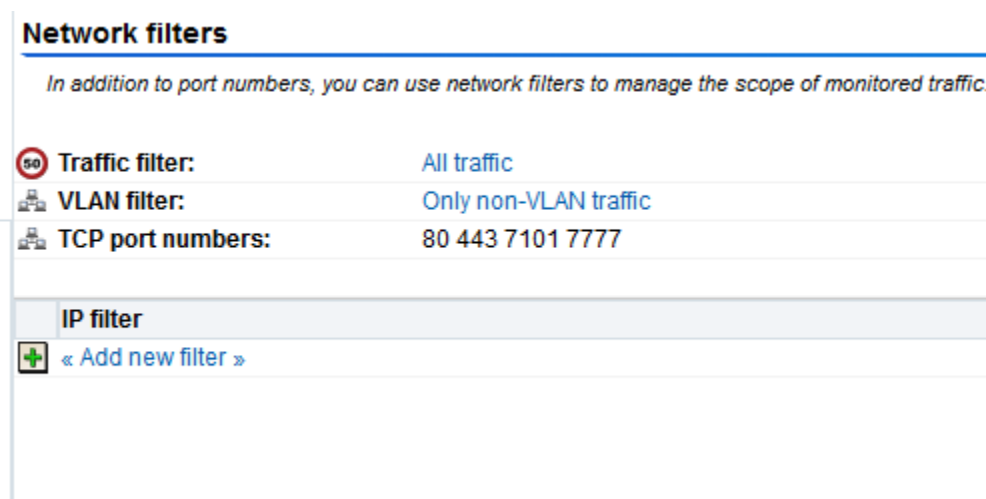 Network filters
In addition to port numbers, you can use network filters to manage the scope of monitored traffic.
50 Traffic filter: All traffic
VLAN filter: Only non-VLAN traffic
TCP port numbers: 80 443 7101 7777
IP filter
« Add new filter »